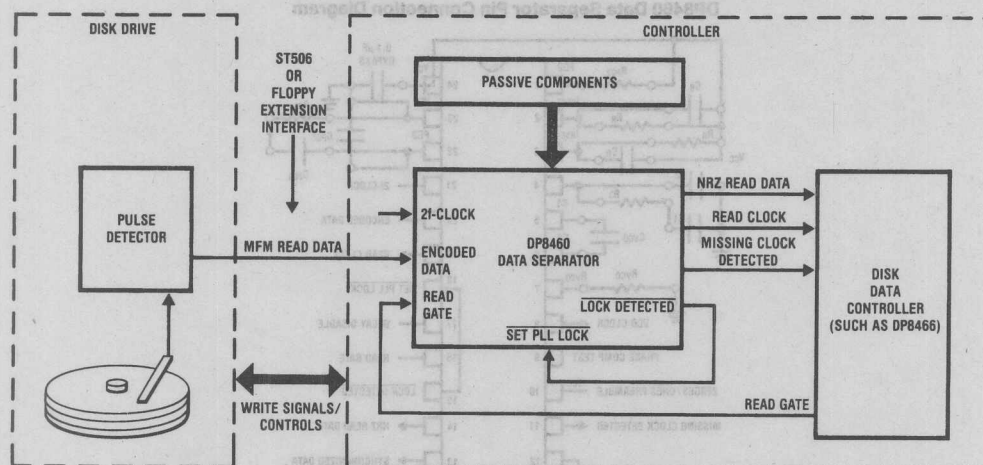 DISK DRIVE
ST506
OR
FLOPPY
EXTENSION
INTERFACE
CONTROLLER
PASSIVE COMPONENTS
PULSE
DETECTOR
MFM READ DATA
2f-CLOCK
ENCODED
DATA
READ
GATE
DP8460
DATA SEPARATOR
LOCK DETECTED
SET PLL LOCK
NRZ READ DATA
READ CLOCK
MISSING CLOCK
DETECTED
DISK
DATA
CONTROLLER
(SUCH AS DP8466)
WRITE SIGNALS/
CONTROLS
READ GATE